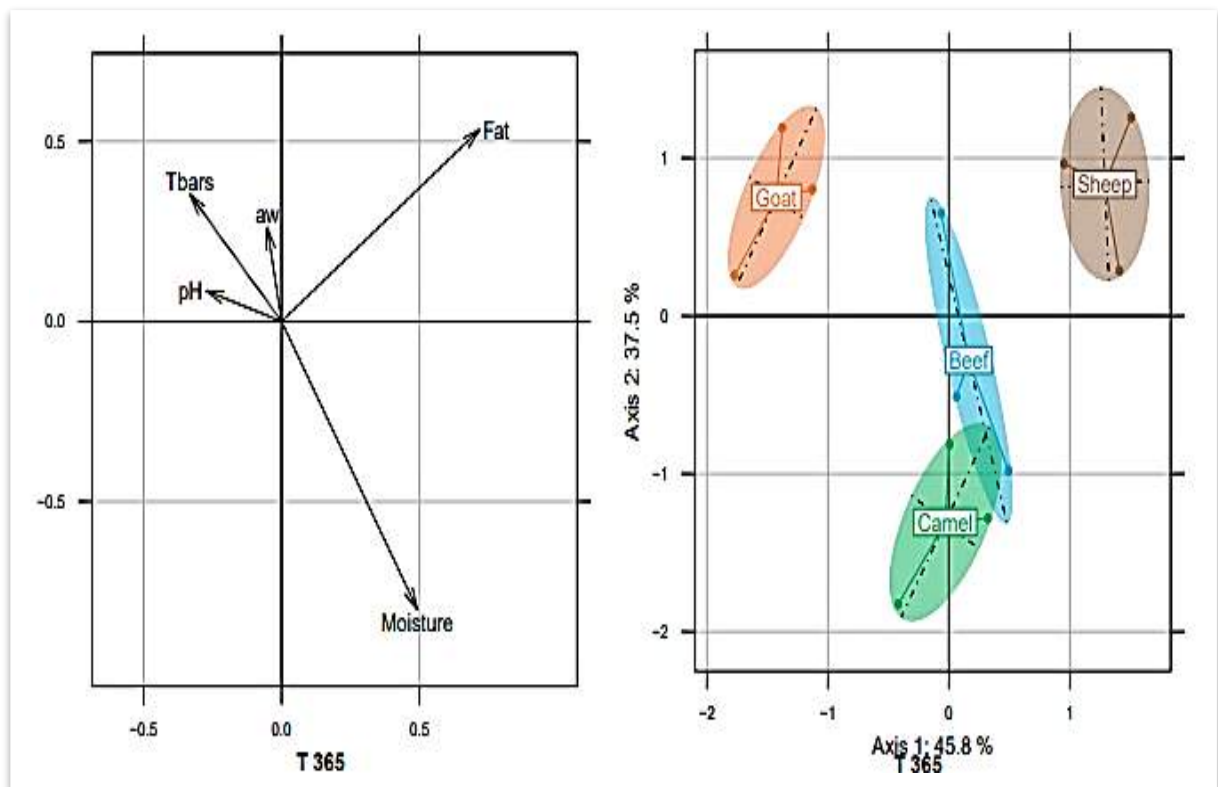 Fat
0.5
Tbars
aw
pH
0.0
-0.5
Moisture
-0.5
0.0
0.5
T 365
Axis 2: 37.5 %
1
0
-1
-2
Goat
Sheep
Beef
Camel
-2
-1
0
1
Axis 1: 45.8 %
T 365